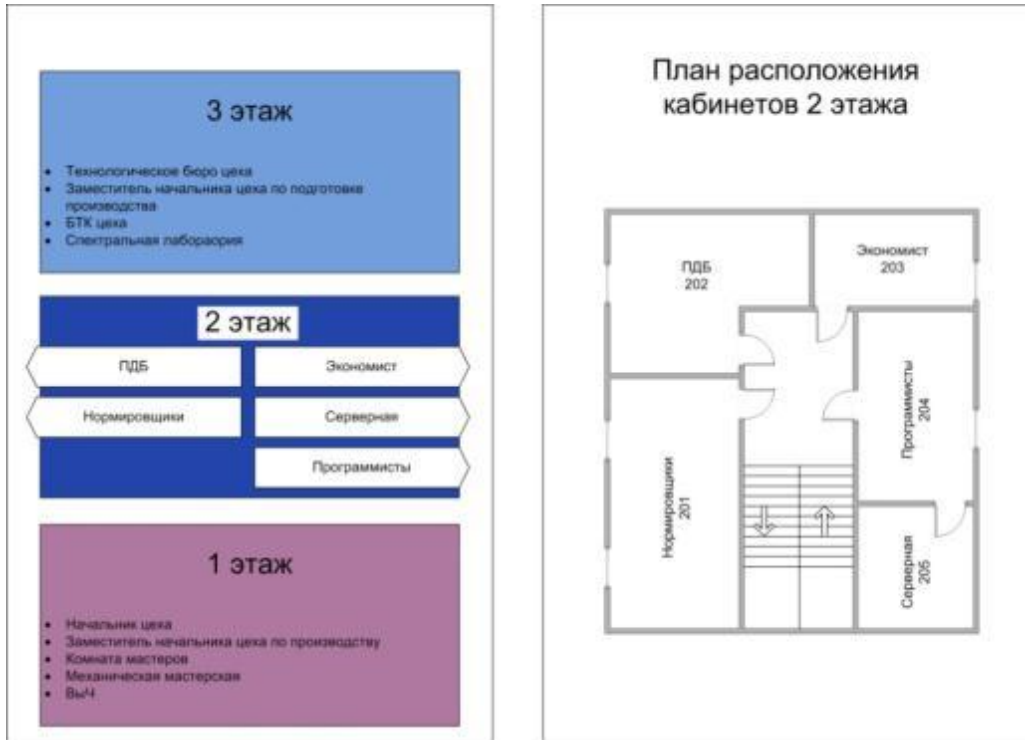 3 этаж
Технологическое бюро цеха
Заместитель начальника цеха по подготовке
производства
БТК цеха
Спектральная лабораория
2 этаж
ПДБ
Экономист
Нормировщики
Серверная
Программисты
1 этаж
Начальник цеха
Заместитель начальника цеха по производству
Комната мастеров
Механическая мастерская
ВыЧ
План расположения
кабинетов 2 этажа
ПДБ
202
Экономист
203
Программисты
204
Нормировщики
201
Серверная
205